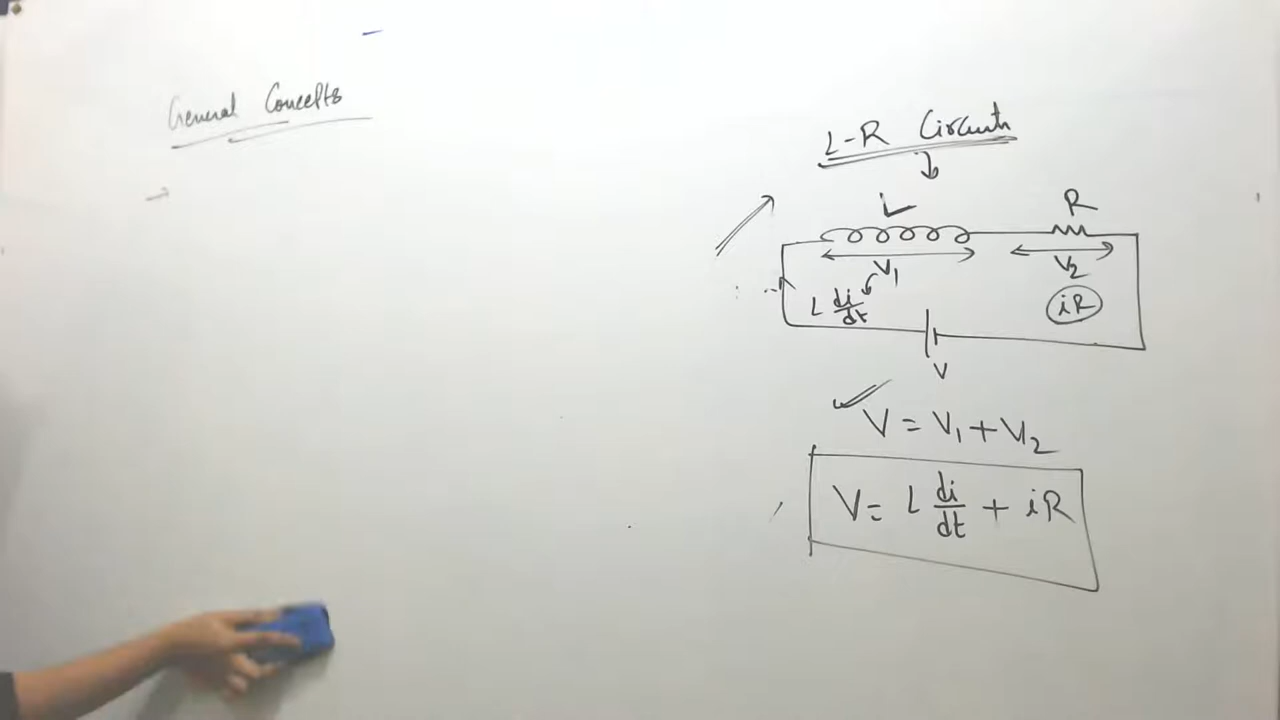 General Concepts
L-R Circuits
L
R
V₁
V₂
L di/dt
iR
V
V = V₁ + V₂
V = L di/dt + iR